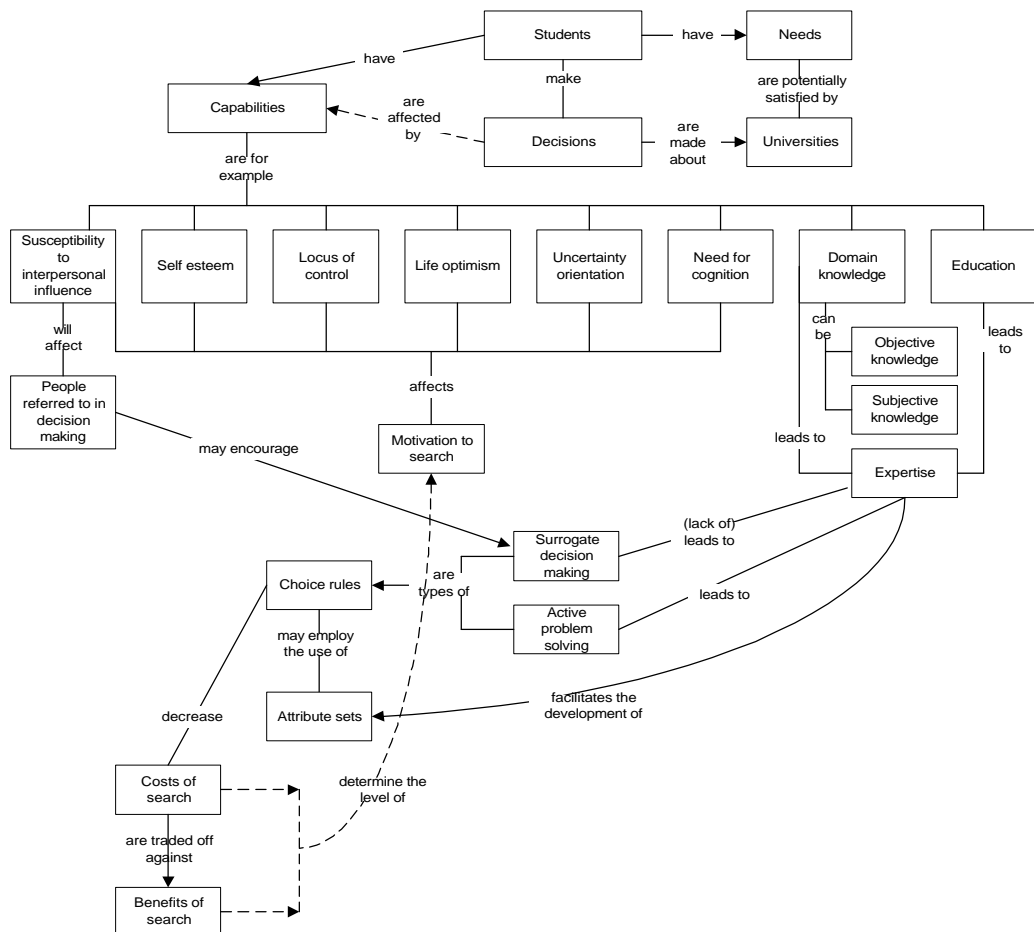 Students
have
Needs
have
make
are potentially
satisfied by
Capabilities
are
affected
by
Decisions
are
made
about
Universities
are for
example
Susceptibility
to
interpersonal
influence
Self esteem
Locus of
control
Life optimism
Uncertainty
orientation
Need for
cognition
Domain
knowledge
Education
will
affect
can
be
leads
to
Objective
knowledge
People
referred to in
decision
making
affects
Subjective
knowledge
may encourage
Motivation to
search
leads to
Expertise
(lack of)
leads to
Surrogate
decision
making
Choice rules
are
types of
leads to
Active
problem
solving
may employ
the use of
Attribute sets
facilitates the
development of
decrease
Costs of
search
determine the
level of
are traded off
against
Benefits of
search